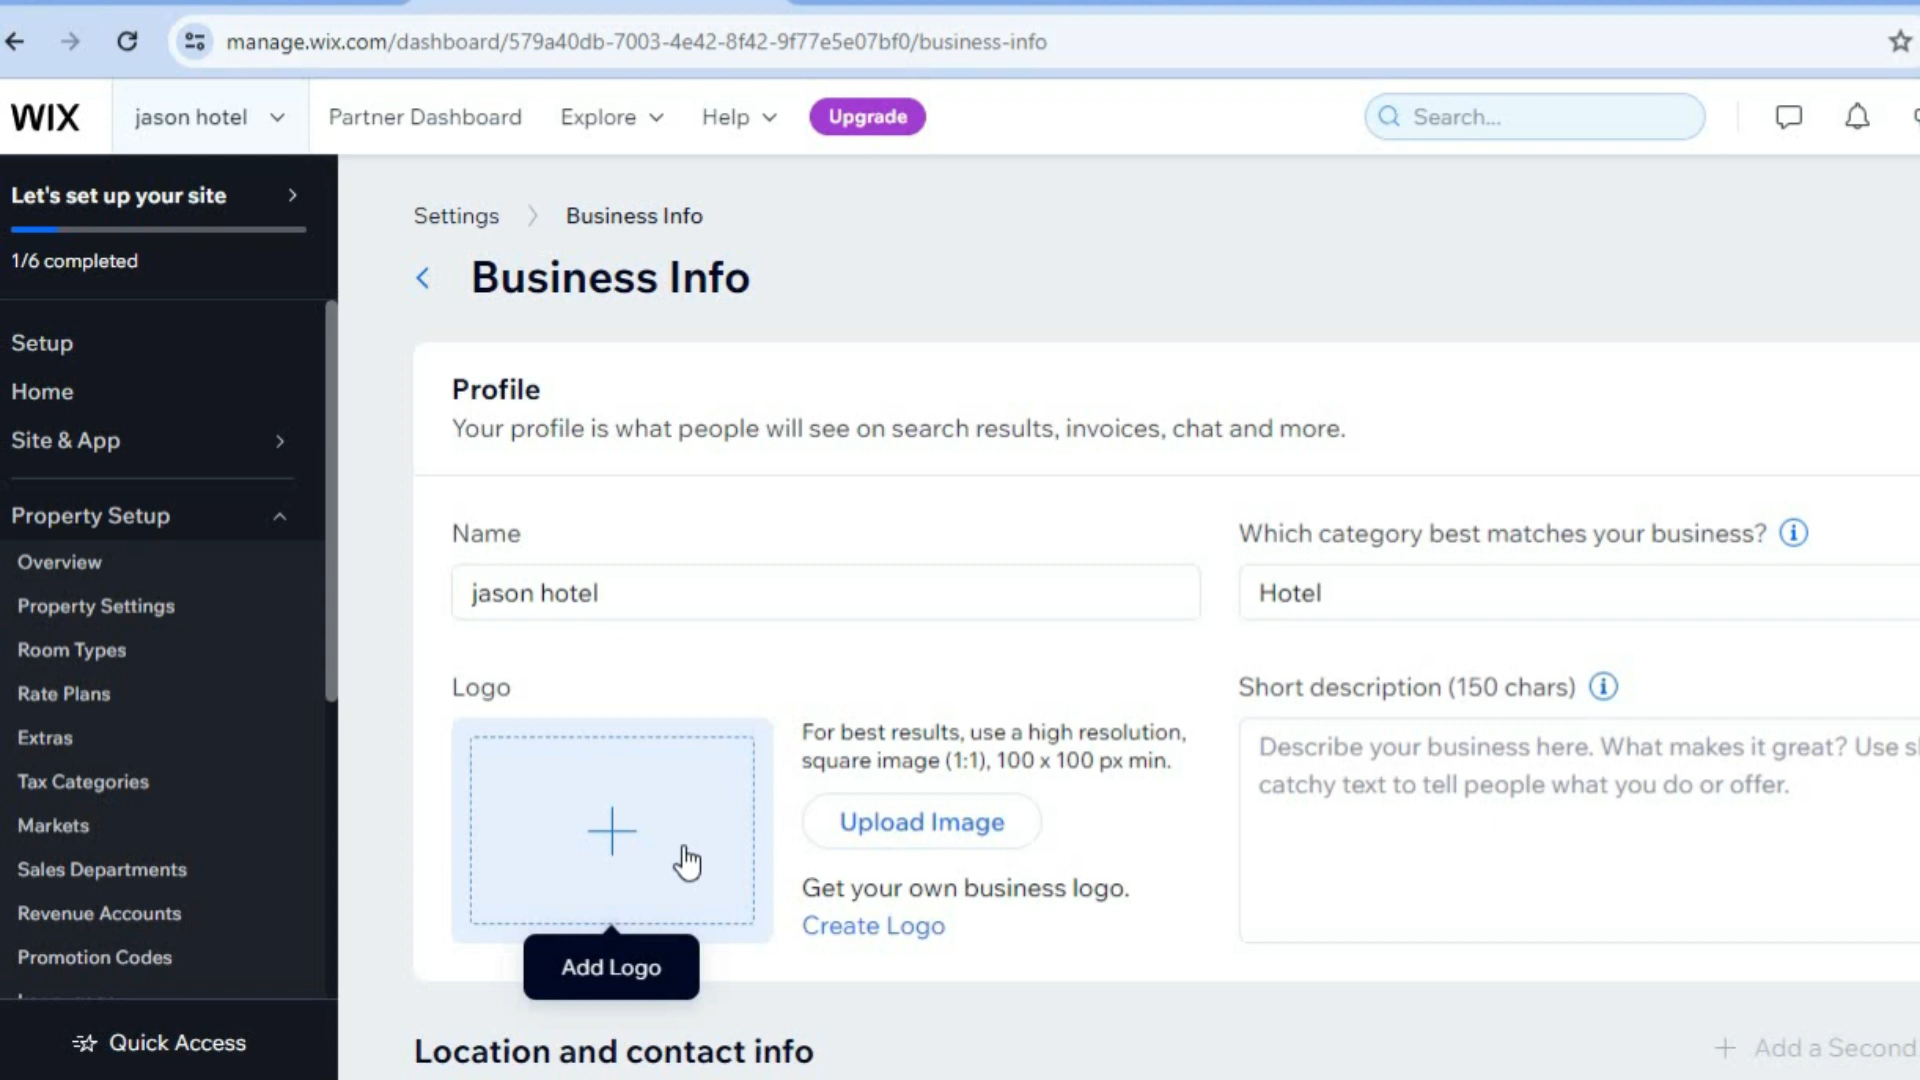 manage.wix.com/dashboard/579a40db-7003-4e42-8f42-9f77e5e07bf0/business-info
WIX
jason hotel
Partner Dashboard
Explore
Help
Upgrade
Search...
Let's set up your site
1/6 completed
Setup
Home
Site & App
Property Setup
Overview
Property Settings
Room Types
Rate Plans
Extras
Tax Categories
Markets
Sales Departments
Revenue Accounts
Promotion Codes
Quick Access
Settings
Business Info
Business Info
Profile
Your profile is what people will see on search results, invoices, chat and more.
Name
jason hotel
Which category best matches your business?
Hotel
Logo
For best results, use a high resolution,
square image (1:1), 100 x 100 px min.
Upload Image
Get your own business logo.
Create Logo
Add Logo
Short description (150 chars)
Describe your business here. What makes it great? Use
catchy text to tell people what you do or offer.
Location and contact info
Add a Second